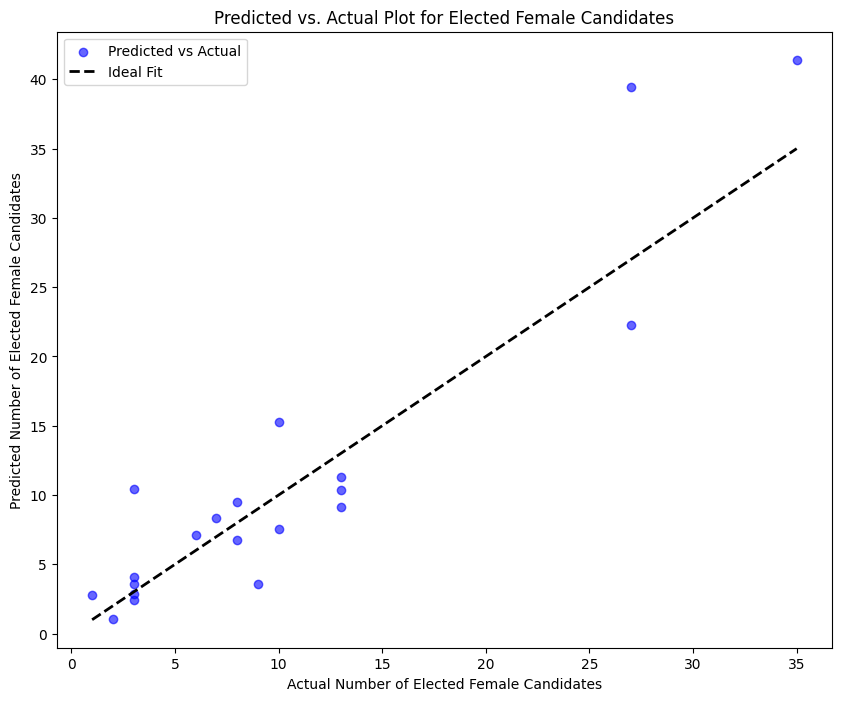 Predicted vs. Actual Plot for Elected Female Candidates
Predicted vs Actual
Ideal Fit
Predicted Number of Elected Female Candidates
40
35
30
25
20
15
10
5
0
0 5 10 15 20 25 30 35
Actual Number of Elected Female Candidates